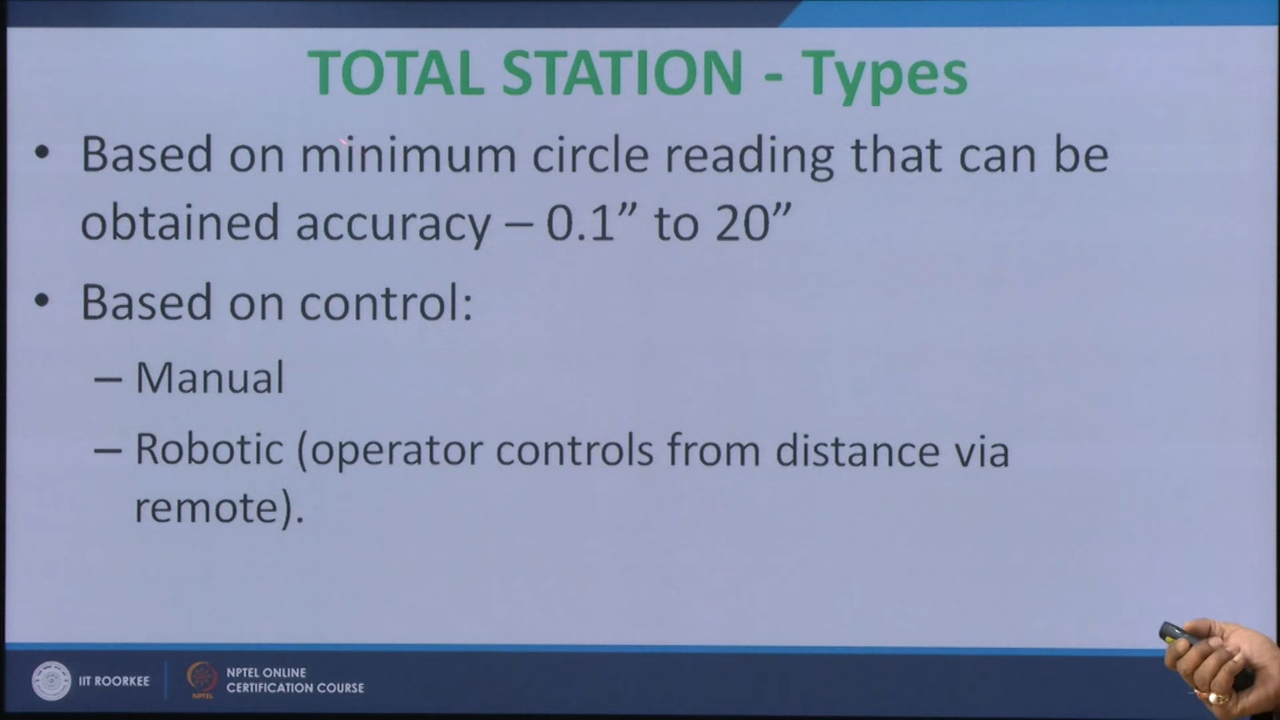 TOTAL STATION - Types
• Based on minimum circle reading that can be
obtained accuracy – 0.1” to 20”
• Based on control:
– Manual
– Robotic (operator controls from distance via
remote).
IIT ROORKEE
NPTEL
NPTEL ONLINE
CERTIFICATION COURSE